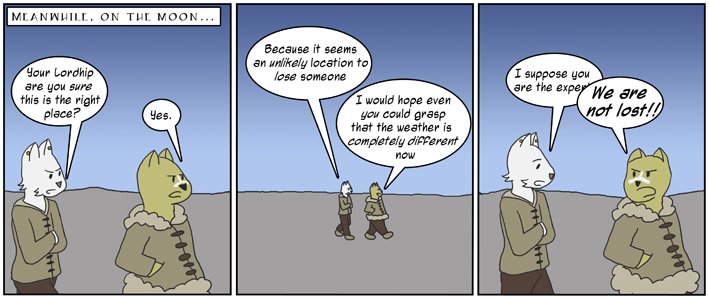 MEANWHILE, ON THE MOON...
Your Lordhip
are you sure
this is the right
place?
Yes.
Because it seems
an unlikely location to
lose someone
I would hope even
you could grasp
that the weather is
completely different
now
I suppose you
are the exper
We are
not lost!!